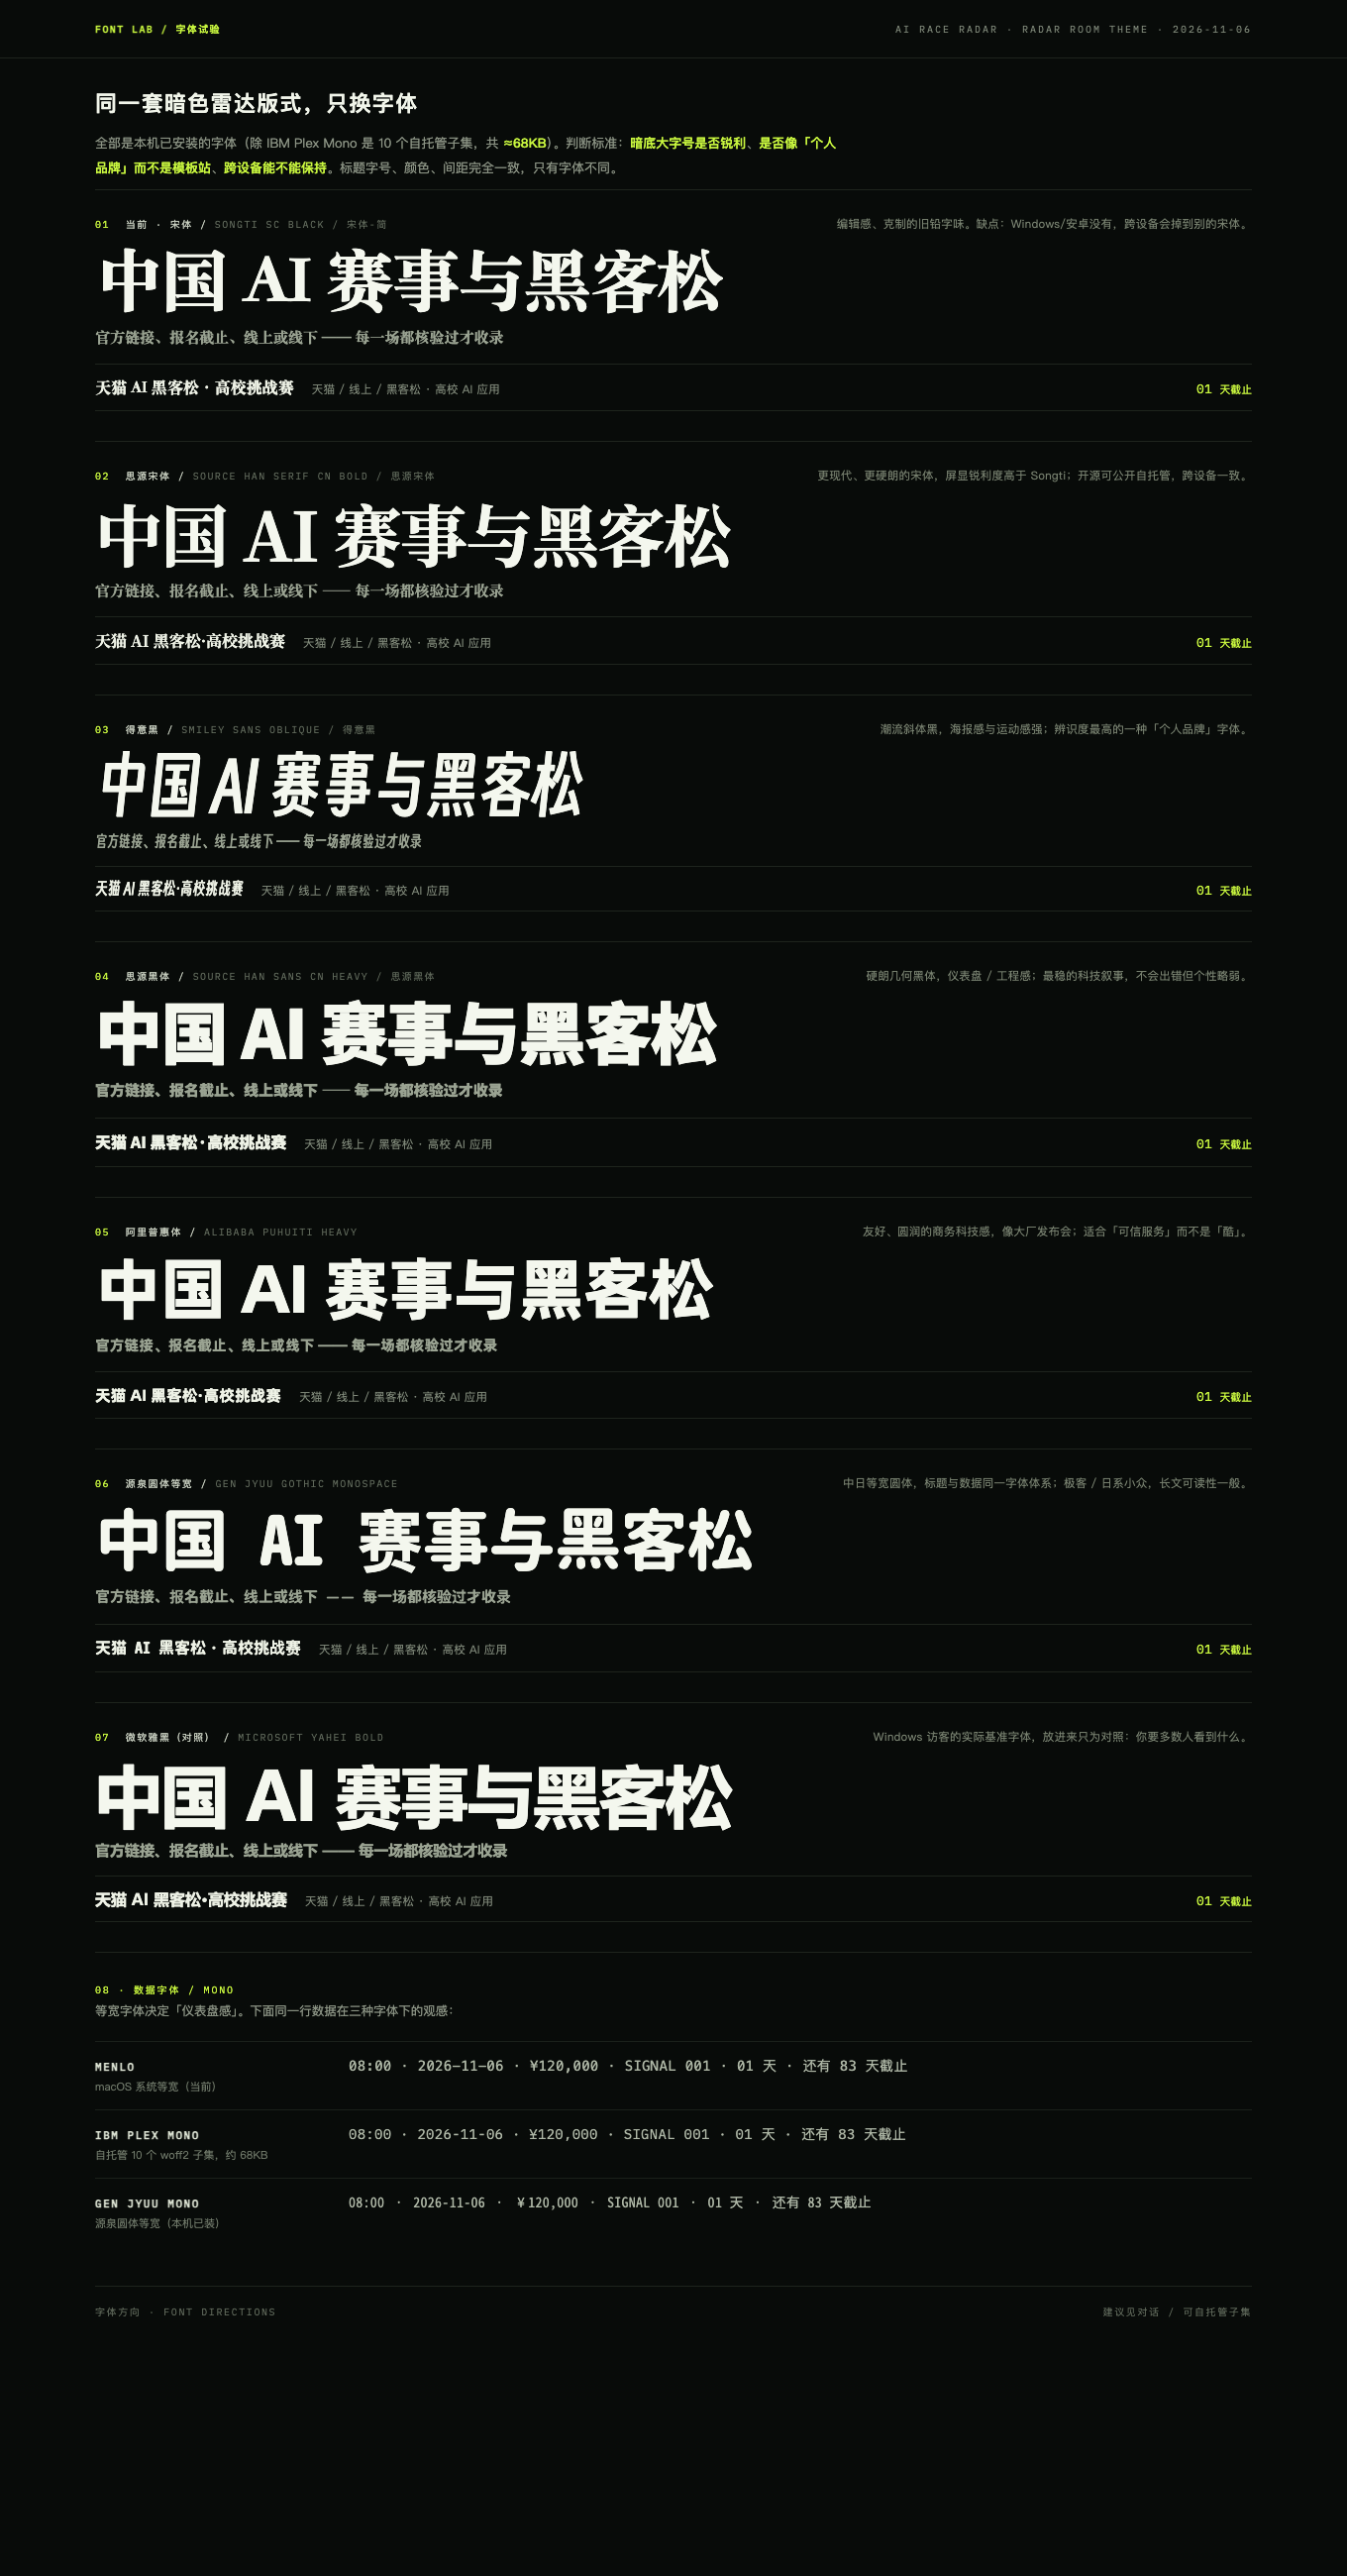 FONT LAB / 字体试验
AI RACE RADAR · RADAR ROOM THEME · 2026-11-06
同一套暗色雷达版式，只换字体
全部是本机已安装的字体（除 IBM Plex Mono 是 10 个自托管子集，共 ≈68KB）。判断标准：暗底大字号是否锐利、是否像「个人
品牌」而不是模板站、跨设备能不能保持。标题字号、颜色、间距完全一致，只有字体不同。
01 当前 · 宋体 / SONGTI SC BLACK / 宋体-简
编辑感、克制的旧铅字味。缺点：Windows/安卓没有，跨设备会掉到别的宋体。
中国 AI 赛事与黑客松
官方链接、报名截止、线上或线下 —— 每一场都核验过才收录
天猫 AI 黑客松 · 高校挑战赛 天猫 / 线上 / 黑客松 · 高校 AI 应用
01 天截止
02 思源宋体 / SOURCE HAN SERIF CN BOLD / 思源宋体
更现代、更硬朗的宋体，屏显锐利度高于 Songti；开源可公开自托管，跨设备一致。
中国 AI 赛事与黑客松
官方链接、报名截止、线上或线下 —— 每一场都核验过才收录
天猫 AI 黑客松·高校挑战赛 天猫 / 线上 / 黑客松 · 高校 AI 应用
01 天截止
03 得意黑 / SMILEY SANS OBLIQUE / 得意黑
潮流斜体黑，海报感与运动感强；辨识度最高的一种「个人品牌」字体。
中国 AI 赛事与黑客松
官方链接、报名截止、线上或线下 —— 每一场都核验过才收录
天猫 AI 黑客松·高校挑战赛 天猫 / 线上 / 黑客松 · 高校 AI 应用
01 天截止
04 思源黑体 / SOURCE HAN SANS CN HEAVY / 思源黑体
硬朗几何黑体，仪表盘 / 工程感；最稳的科技叙事，不会出错但个性略弱。
中国 AI 赛事与黑客松
官方链接、报名截止、线上或线下 —— 每一场都核验过才收录
天猫 AI 黑客松·高校挑战赛 天猫 / 线上 / 黑客松 · 高校 AI 应用
01 天截止
05 阿里普惠体 / ALIBABA PUHUITI HEAVY
友好、圆润的商务科技感，像大厂发布会；适合「可信服务」而不是「酷」。
中国 AI 赛事与黑客松
官方链接、报名截止、线上或线下 —— 每一场都核验过才收录
天猫 AI 黑客松·高校挑战赛 天猫 / 线上 / 黑客松 · 高校 AI 应用
01 天截止
06 源泉圆体等宽 / GEN JYUU GOTHIC MONOSPACE
中日等宽圆体，标题与数据同一字体体系；极客 / 日系小众，长文可读性一般。
中国 AI 赛事与黑客松
官方链接、报名截止、线上或线下 —— 每一场都核验过才收录
天猫 AI 黑客松 · 高校挑战赛 天猫 / 线上 / 黑客松 · 高校 AI 应用
01 天截止
07 微软雅黑（对照） / MICROSOFT YAHEI BOLD
Windows 访客的实际基准字体，放进来只为对照：你要多数人看到什么。
中国 AI 赛事与黑客松
官方链接、报名截止、线上或线下 —— 每一场都核验过才收录
天猫 AI 黑客松·高校挑战赛 天猫 / 线上 / 黑客松 · 高校 AI 应用
01 天截止
08 · 数据字体 / MONO
等宽字体决定「仪表盘感」。下面同一行数据在三种字体下的观感：
MENLO
08:00 · 2026-11-06 · ¥120,000 · SIGNAL 001 · 01 天 · 还有 83 天截止
macOS 系统等宽（当前）
IBM PLEX MONO
08:00 · 2026-11-06 · ¥120,000 · SIGNAL 001 · 01 天 · 还有 83 天截止
自托管 10 个 woff2 子集，约 68KB
GEN JYUU MONO
08:00 · 2026-11-06 · ¥120,000 · SIGNAL 001 · 01 天 · 还有 83 天截止
源泉圆体等宽（本机已装）
字体方向 · FONT DIRECTIONS
建议见对话 / 可自托管子集